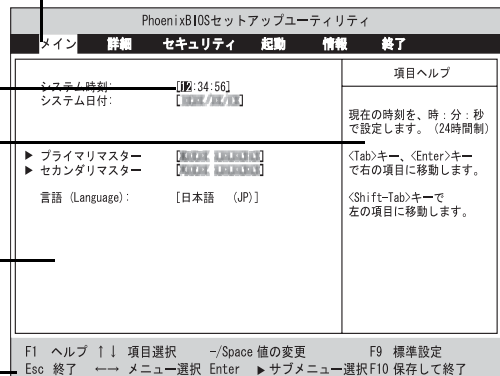 PhoenixBIOSセットアップユーティリティ
メイン 詳細 セキュリティ 起動 情報 終了
システム時刻: [12:34:56]
システム日付:
▶ プライマリマスター
▶ セカンダリマスター
言語 (Language): [日本語 (JP)]
項目ヘルプ
現在の時刻を、時：分：秒
で設定します。(24時間制)
<Tab>キー、<Enter>キー
で右の項目に移動します。
<Shift-Tab>キーで
左の項目に移動します。
F1 ヘルプ ↑↓ 項目選択 -/Space 値の変更 F9 標準設定
Esc 終了 ←→ メニュー選択 Enter ▶サブメニュー選択 F10 保存して終了